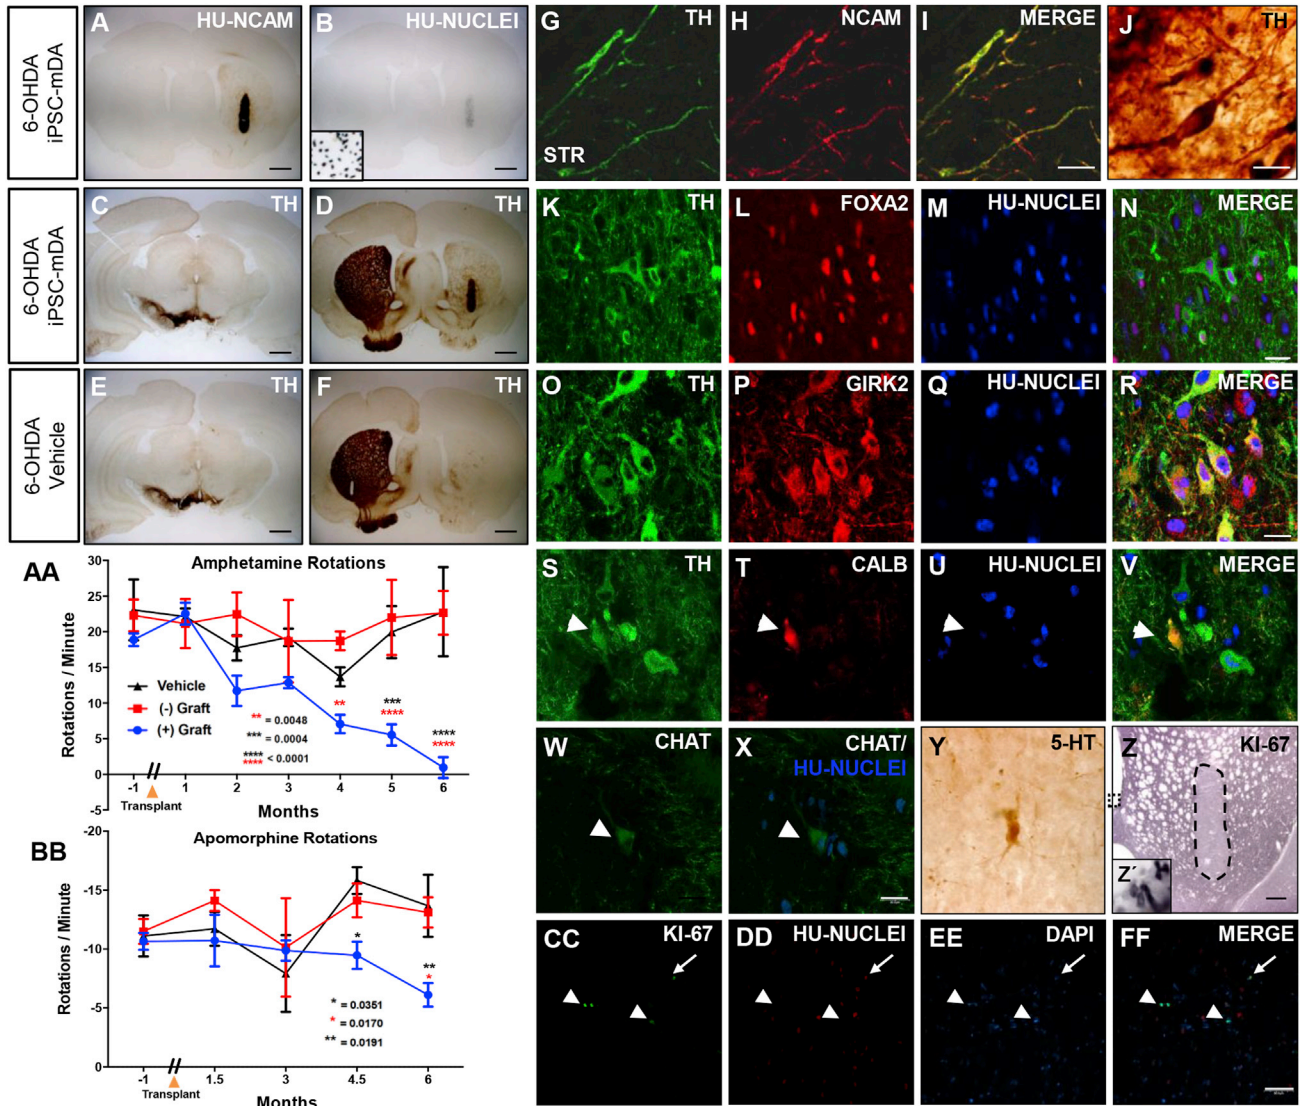 6-OHDA
iPSC-mDA
A HU-NCAM
B HU-NUCLEI
G TH
STR
H NCAM
I MERGE
J TH
6-OHDA
iPSC-mDA
C TH
D TH
K TH
L FOXA2
M HU-NUCLEI
N MERGE
6-OHDA
Vehicle
E TH
F TH
O TH
P GIRK2
Q HU-NUCLEI
R MERGE
S TH
T CALB
U HU-NUCLEI
V MERGE
W CHAT
X CHAT/
HU-NUCLEI
Y 5-HT
Z KI-67
Z´
AA
Amphetamine Rotations
Rotations / Minute
30
25
20
15
10
5
0
-5
Vehicle
(-) Graft
(+) Graft
** = 0.0048
*** = 0.0004
****
**** < 0.0001
**
***
****
****
****
-1 1 2 3 4 5 6
Transplant
Months
BB
Apomorphine Rotations
Rotations / Minute
-20
-15
-10
-5
0
*
**
*
* = 0.0351
* = 0.0170
** = 0.0191
-1 1.5 3 4.5 6
Transplant
Months
CC KI-67
DD HU-NUCLEI
EE DAPI
FF MERGE